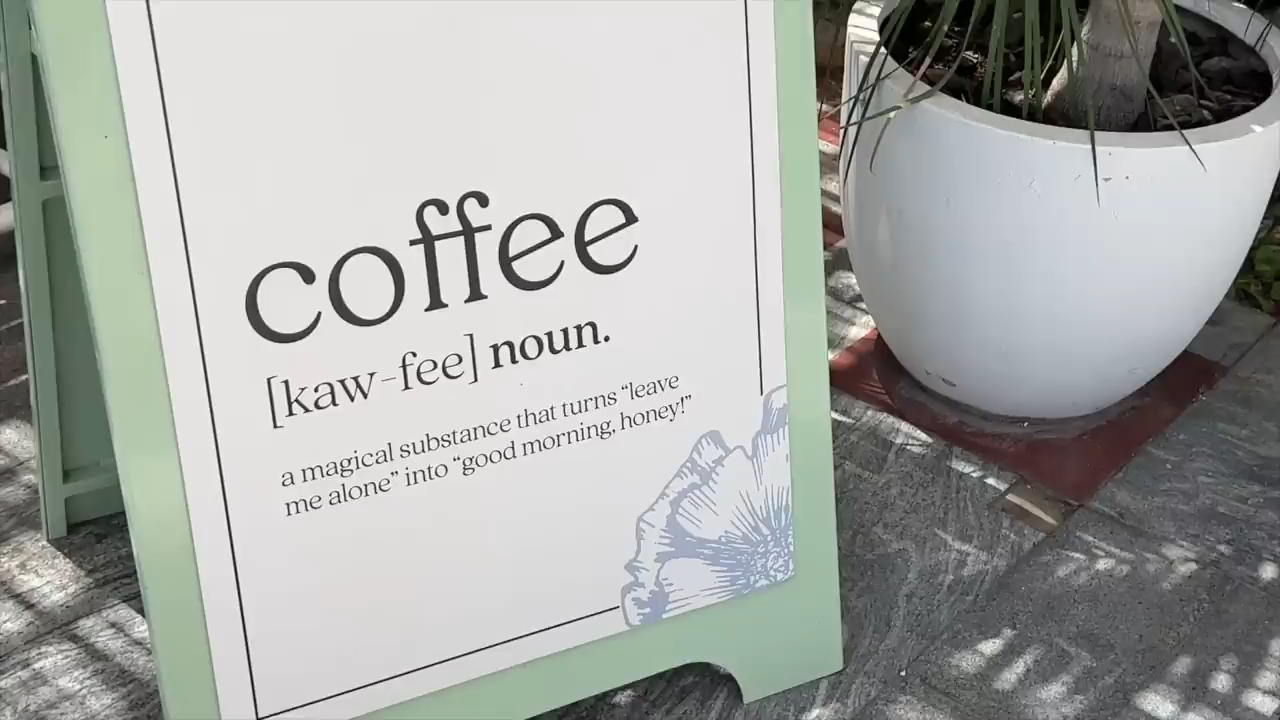 coffee
[kaw-fee] noun.
a magical substance that turns “leave
me alone” into “good morning, honey!”